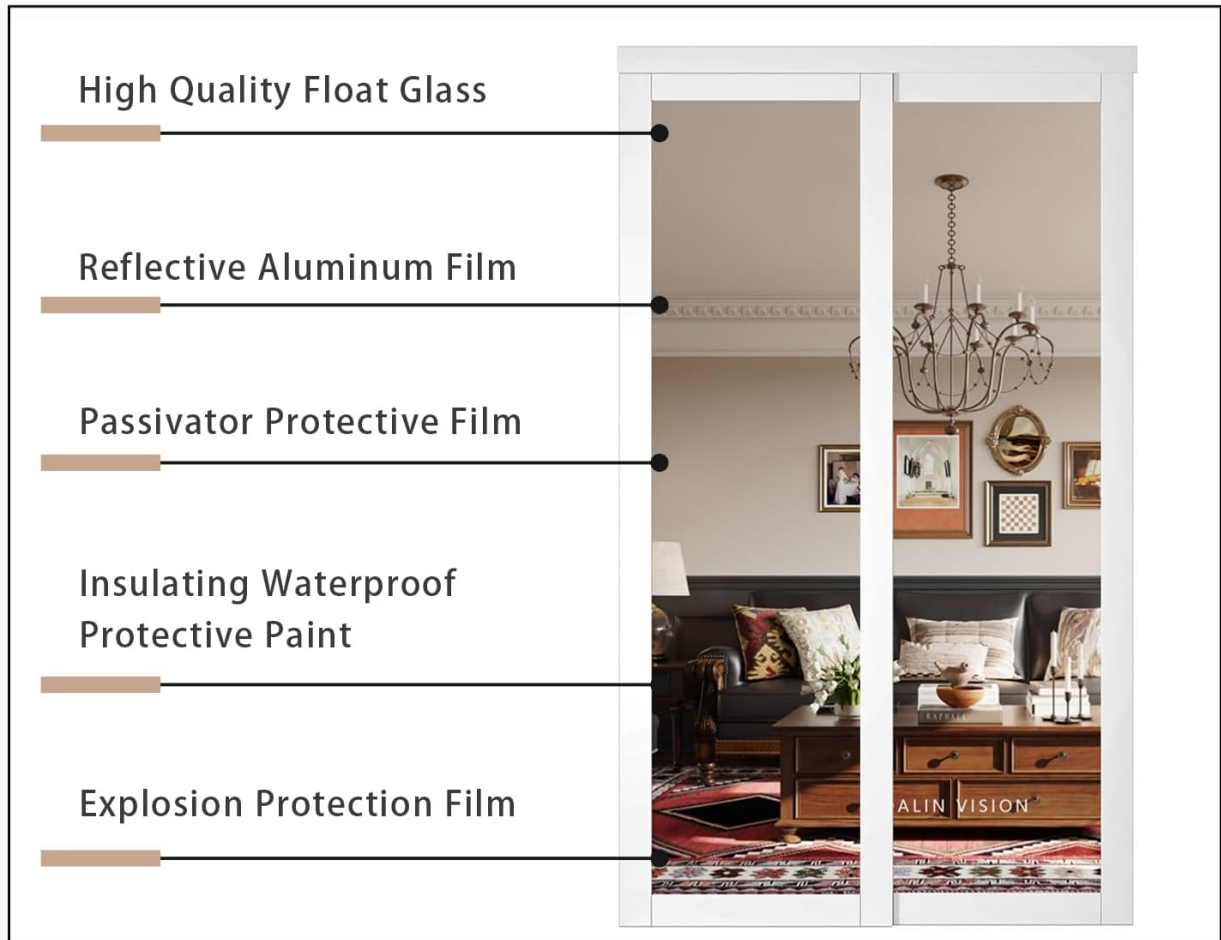 High Quality Float Glass
Reflective Aluminum Film
Passivator Protective Film
Insulating Waterproof
Protective Paint
Explosion Protection Film
RAPHAEL
ALIN VISION